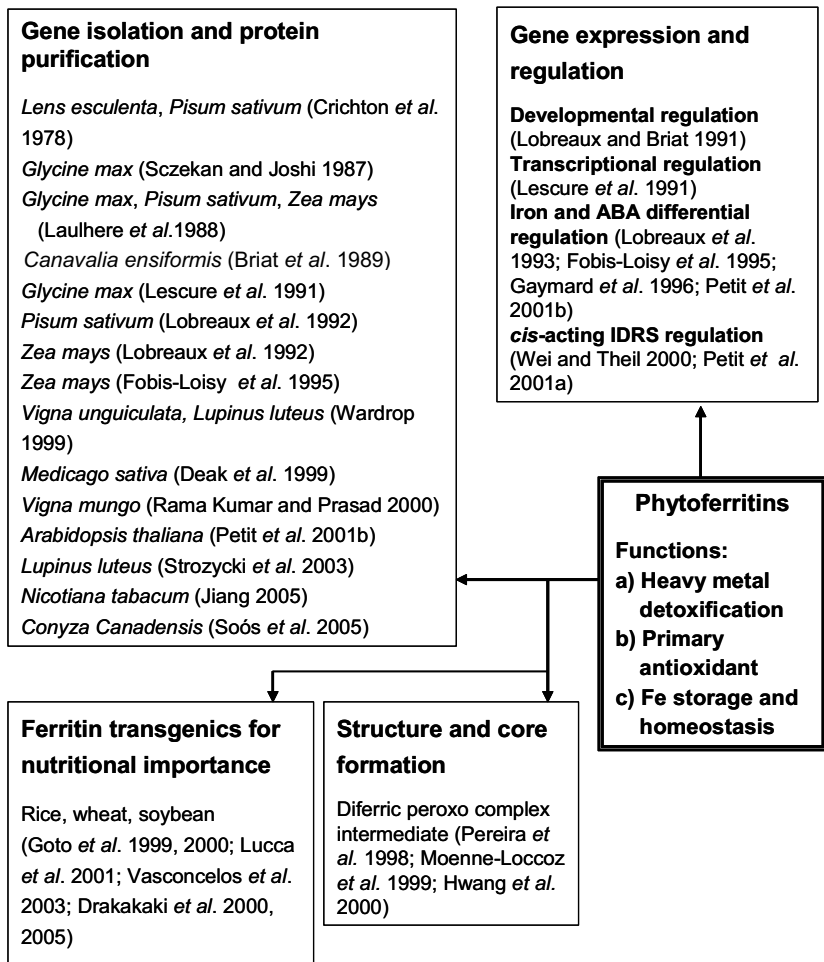 Gene isolation and protein
purification
Lens esculenta, Pisum sativum (Crichton et al.
1978)
Glycine max (Sczekan and Joshi 1987)
Glycine max, Pisum sativum, Zea mays
(Laulhere et al.1988)
Canavalia ensiformis (Briat et al. 1989)
Glycine max (Lescure et al. 1991)
Pisum sativum (Lobreaux et al. 1992)
Zea mays (Lobreaux et al. 1992)
Zea mays (Fobis-Loisy et al. 1995)
Vigna unguiculata, Lupinus luteus (Wardrop
1999)
Medicago sativa (Deak et al. 1999)
Vigna mungo (Rama Kumar and Prasad 2000)
Arabidopsis thaliana (Petit et al. 2001b)
Lupinus luteus (Strozycki et al. 2003)
Nicotiana tabacum (Jiang 2005)
Conyza Canadensis (Soós et al. 2005)
Gene expression and
regulation
Developmental regulation
(Lobreaux and Briat 1991)
Transcriptional regulation
(Lescure et al. 1991)
Iron and ABA differential
regulation (Lobreaux et al.
1993; Fobis-Loisy et al. 1995;
Gaymard et al. 1996; Petit et al.
2001b)
cis-acting IDRS regulation
(Wei and Theil 2000; Petit et al.
2001a)
Phytoferritins
Functions:
a) Heavy metal
detoxification
b) Primary
antioxidant
c) Fe storage and
homeostasis
Ferritin transgenics for
nutritional importance
Rice, wheat, soybean
(Goto et al. 1999, 2000; Lucca
et al. 2001; Vasconcelos et al.
2003; Drakakaki et al. 2000,
2005)
Structure and core
formation
Diferric peroxo complex
intermediate (Pereira et
al. 1998; Moenne-Loccoz
et al. 1999; Hwang et al.
2000)